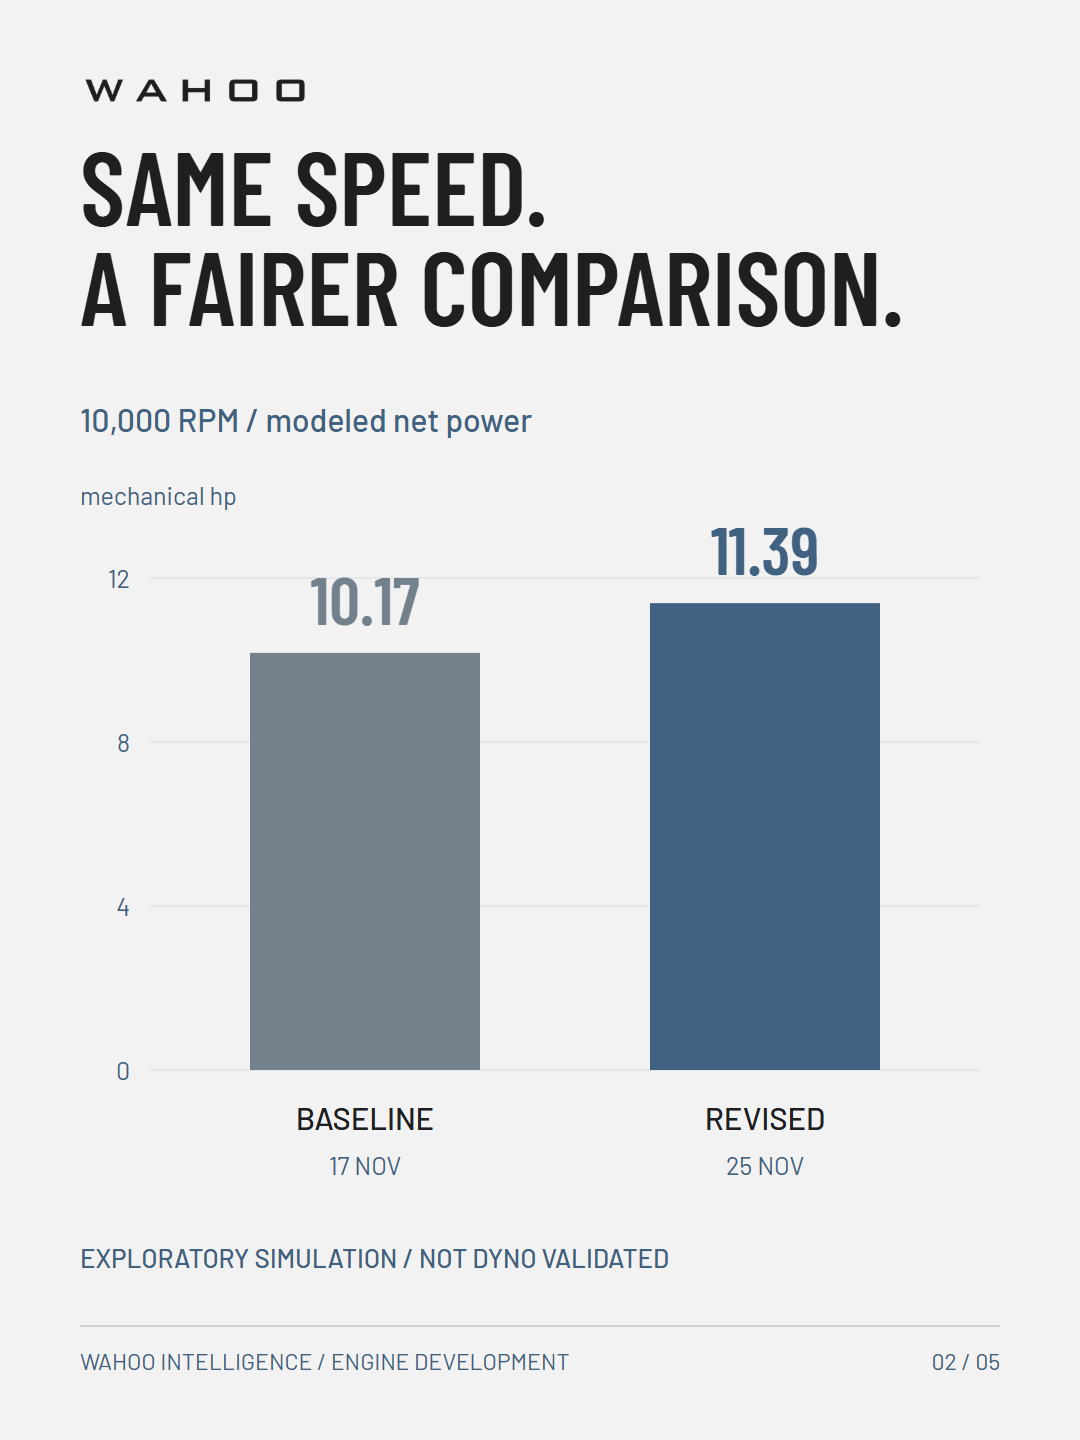 WAHOO
SAME SPEED.
A FAIRER COMPARISON.
10,000 RPM / modeled net power
mechanical hp
11.39
12
10.17
8
4
0
BASELINE
REVISED
17 NOV
25 NOV
EXPLORATORY SIMULATION / NOT DYNO VALIDATED
WAHOO INTELLIGENCE / ENGINE DEVELOPMENT
02 / 05